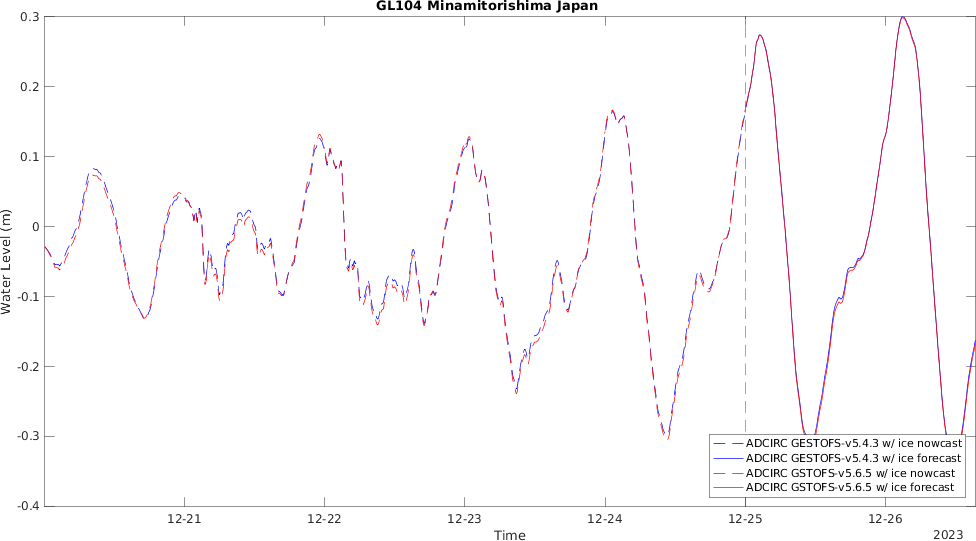 GL104 Minamitorishima Japan
0.3
0.2
0.1
0
-0.1
-0.2
-0.3
-0.4
Water Level (m)
ADCIRC GESTOFS-v5.4.3 w/ ice nowcast
ADCIRC GESTOFS-v5.4.3 w/ ice forecast
ADCIRC GSTOFS-v5.6.5 w/ ice nowcast
ADCIRC GSTOFS-v5.6.5 w/ ice forecast
12-21 12-22 12-23 12-24 12-25 12-26
Time
2023